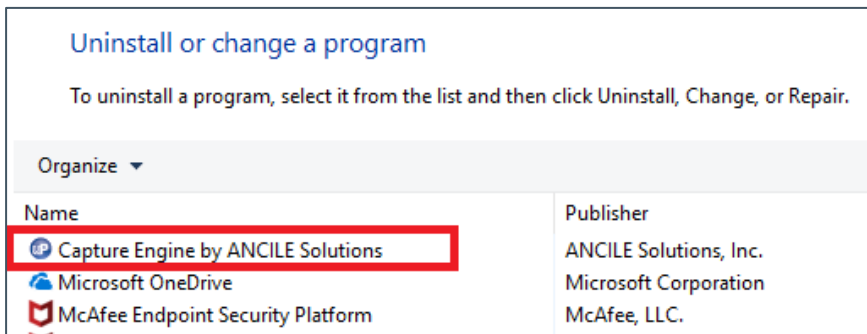 Uninstall or change a program
To uninstall a program, select it from the list and then click Uninstall, Change, or Repair.
Organize
Name Publisher
Capture Engine by ANCILE Solutions ANCILE Solutions, Inc.
Microsoft OneDrive Microsoft Corporation
McAfee Endpoint Security Platform McAfee, LLC.